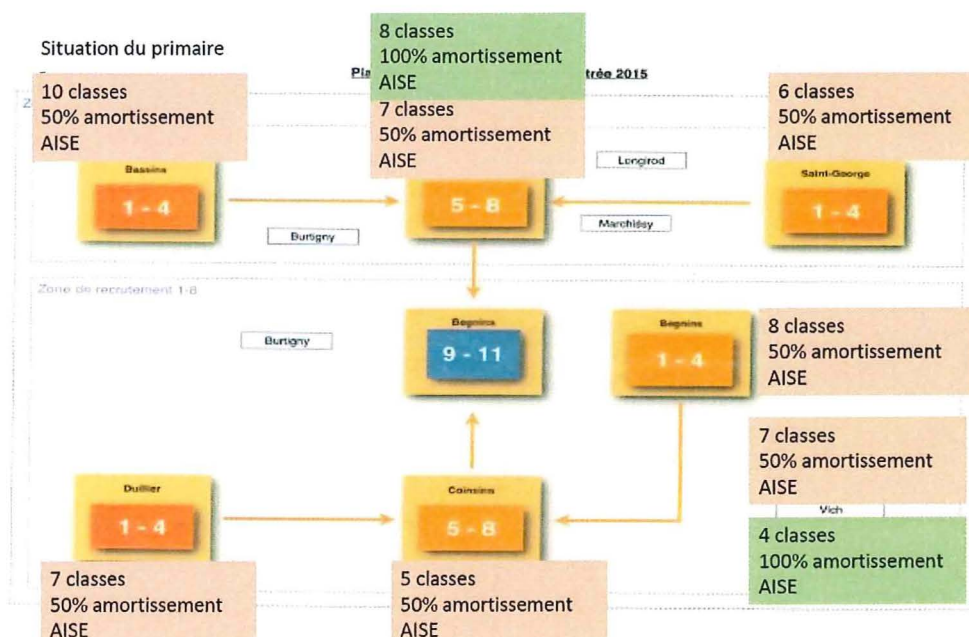 Situation du primaire
8 classes
100% amortissement
AISE
trée 2015
10 classes
50% amortissement
AISE
7 classes
50% amortissement
AISE
6 classes
50% amortissement
AISE
Bassins
1 - 4
Longirod
5 - 8
Saint-George
1 - 4
Burtigny
Marchissy
Zone de recrutement 1-8
Burtigny
Begnins
9 - 11
Begnins
1 - 4
8 classes
50% amortissement
AISE
7 classes
50% amortissement
AISE
Duillier
1 - 4
Coinsins
5 - 8
Vich
4 classes
100% amortissement
AISE
7 classes
50% amortissement
AISE
5 classes
50% amortissement
AISE